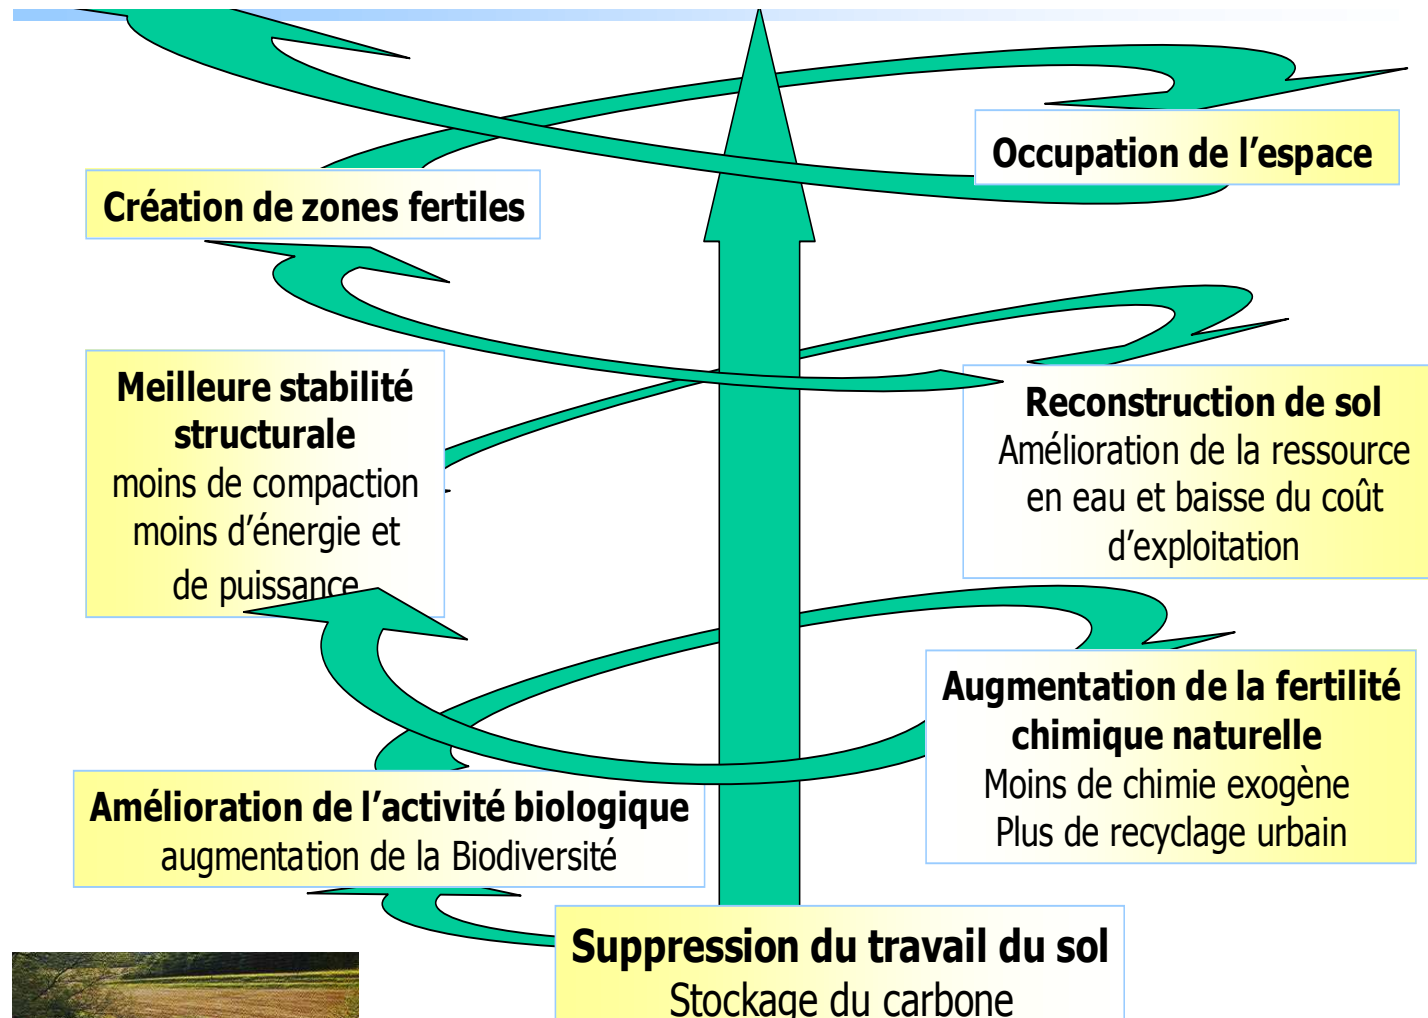 Occupation de l’espace
Création de zones fertiles
Meilleure stabilité
structurale
moins de compaction
moins d’énergie et
de puissance
Reconstruction de sol
Amélioration de la ressource
en eau et baisse du coût
d’exploitation
Augmentation de la fertilité
chimique naturelle
Moins de chimie exogène
Plus de recyclage urbain
Amélioration de l’activité biologique
augmentation de la Biodiversité
Suppression du travail du sol
Stockage du carbone